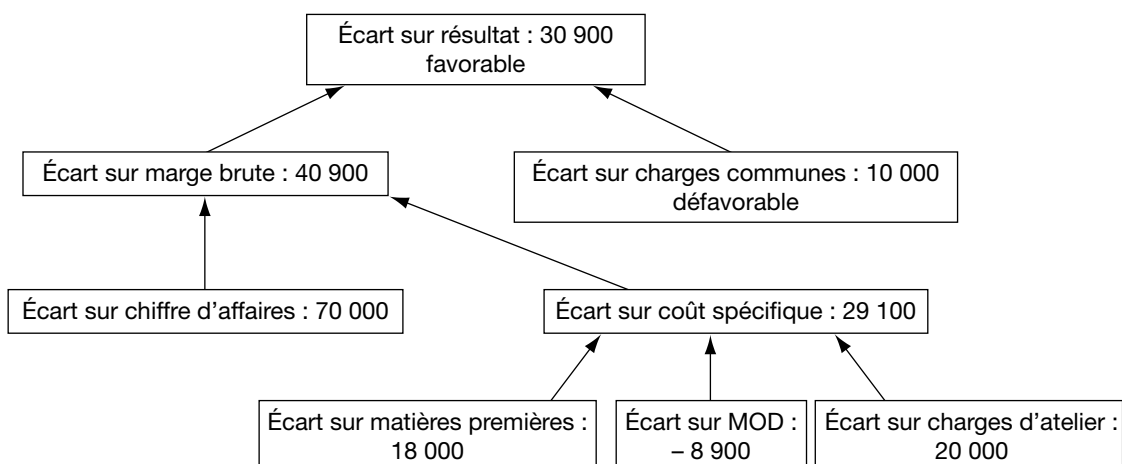 Écart sur résultat : 30 900
favorable
Écart sur marge brute : 40 900
Écart sur charges communes : 10 000
défavorable
Écart sur chiffre d’affaires : 70 000
Écart sur coût spécifique : 29 100
Écart sur matières premières :
18 000
Écart sur MOD :
– 8 900
Écart sur charges d’atelier :
20 000